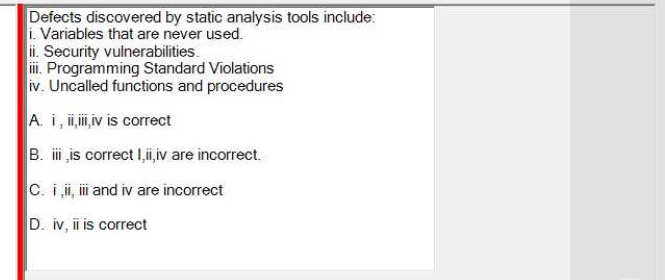 Defects discovered by static analysis tools include:
i. Variables that are never used.
ii. Security vulnerabilities.
iii. Programming Standard Violations
iv. Uncalled functions and procedures
A. i , ii,iii,iv is correct
B. iii ,is correct I,ii,iv are incorrect.
C. i ,ii, iii and iv are incorrect
D. iv, ii is correct